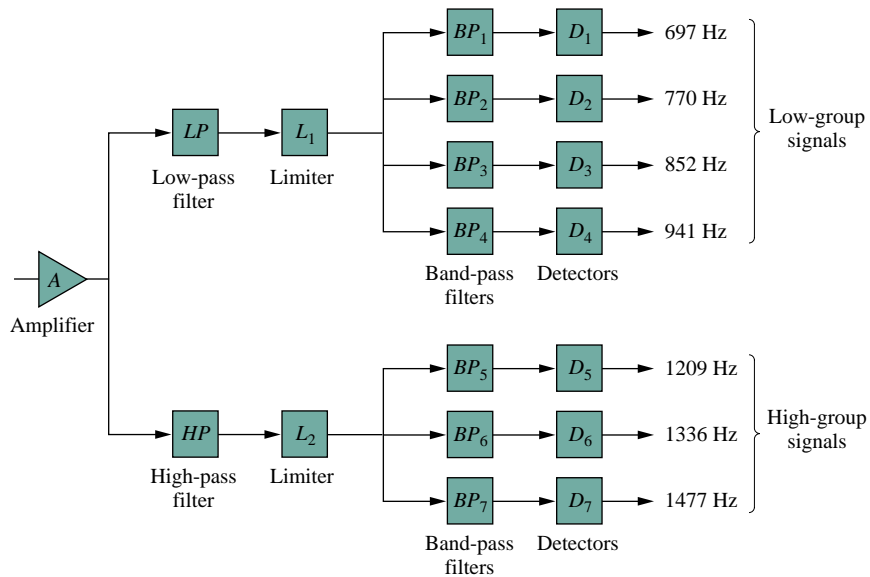 BP₁ D₁ 697 Hz
BP₂ D₂ 770 Hz
Low-group
signals
LP L₁
BP₃ D₃ 852 Hz
Low-pass
filter
Limiter
BP₄ D₄ 941 Hz
Band-pass
filters
Detectors
A
Amplifier
BP₅ D₅ 1209 Hz
HP L₂
BP₆ D₆ 1336 Hz
High-group
signals
High-pass
filter
Limiter
BP₇ D₇ 1477 Hz
Band-pass
filters
Detectors